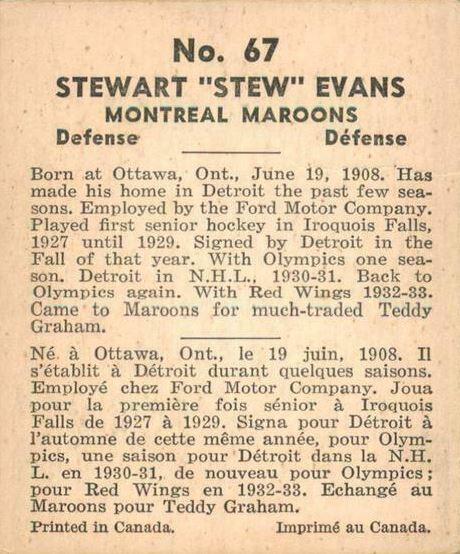 No. 67
STEWART "STEW" EVANS
MONTREAL MAROONS
Defense Défense
Born at Ottawa, Ont., June 19, 1908. Has
made his home in Detroit the past few sea-
sons. Employed by the Ford Motor Company.
Played first senior hockey in Iroquois Falls,
1927 until 1929. Signed by Detroit in the
Fall of that year. With Olympics one sea-
son. Detroit in N.H.L., 1930-31. Back to
Olympics again. With Red Wings 1932-33.
Came to Maroons for much-traded Teddy
Graham.
Né à Ottawa, Ont., le 19 juin, 1908. Il
s'établit à Détroit durant quelques saisons.
Employé chez Ford Motor Company. Joua
pour la première fois sénior à Iroquois
Falls de 1927 à 1929. Signa pour Détroit à
l'automne de cette même année, pour Olym-
pics, une saison pour Détroit dans la N.H.
L. en 1930-31, de nouveau pour Olympics;
pour Red Wings en 1932-33. Echangé au
Maroons pour Teddy Graham.
Printed in Canada. Imprimé au Canada.